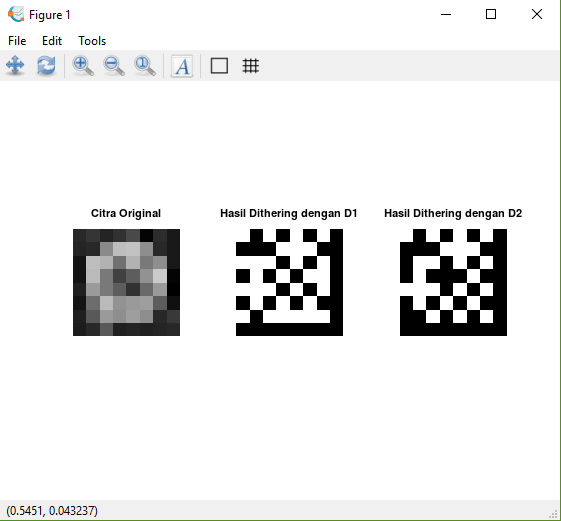 Figure 1
File Edit Tools
A
Citra Original
Hasil Dithering dengan D1
Hasil Dithering dengan D2
(0.5451, 0.043237)